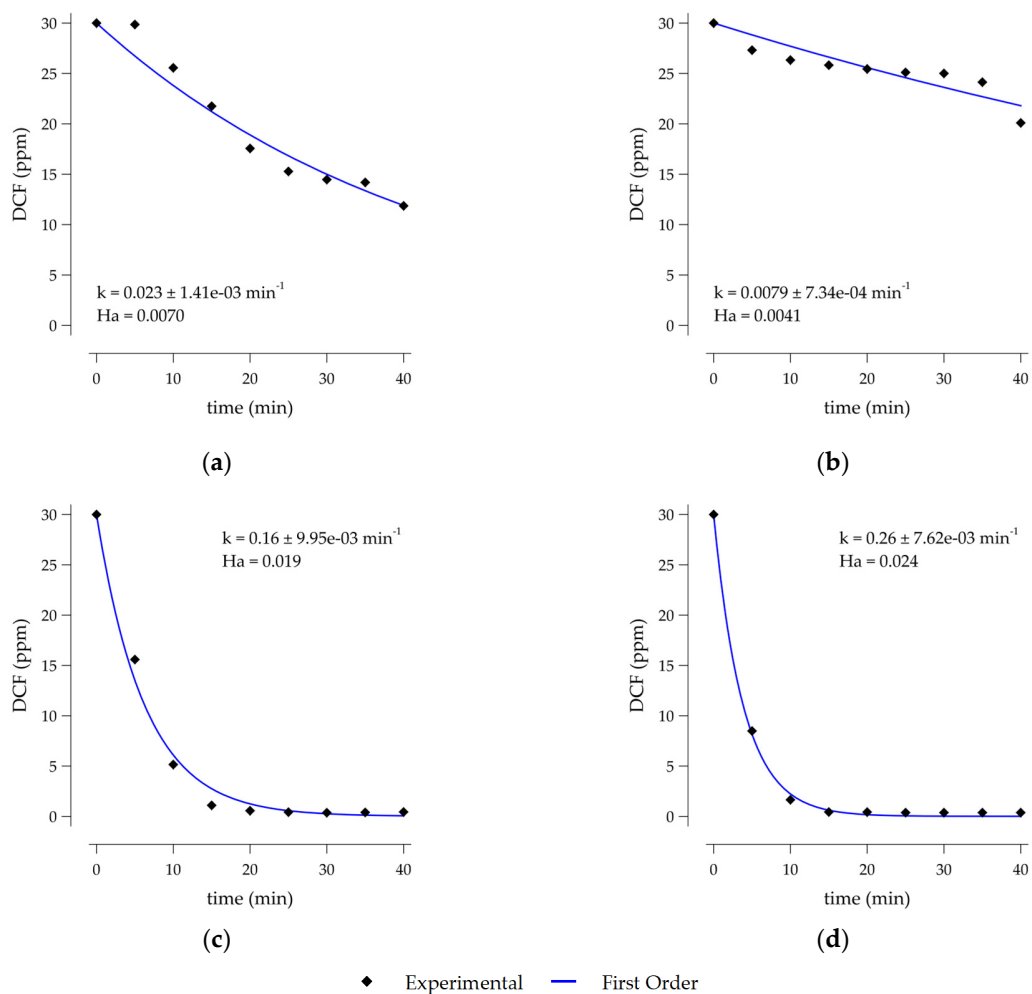 30
25
20
15
10
5
0
DCF (ppm)
k = 0.023 ± 1.41e-03 min⁻¹
Ha = 0.0070
0 10 20 30 40
time (min)
(a)
30
25
20
15
10
5
0
DCF (ppm)
k = 0.0079 ± 7.34e-04 min⁻¹
Ha = 0.0041
0 10 20 30 40
time (min)
(b)
30
25
20
15
10
5
0
DCF (ppm)
k = 0.16 ± 9.95e-03 min⁻¹
Ha = 0.019
0 10 20 30 40
time (min)
(c)
30
25
20
15
10
5
0
DCF (ppm)
k = 0.26 ± 7.62e-03 min⁻¹
Ha = 0.024
0 10 20 30 40
time (min)
(d)
Experimental First Order